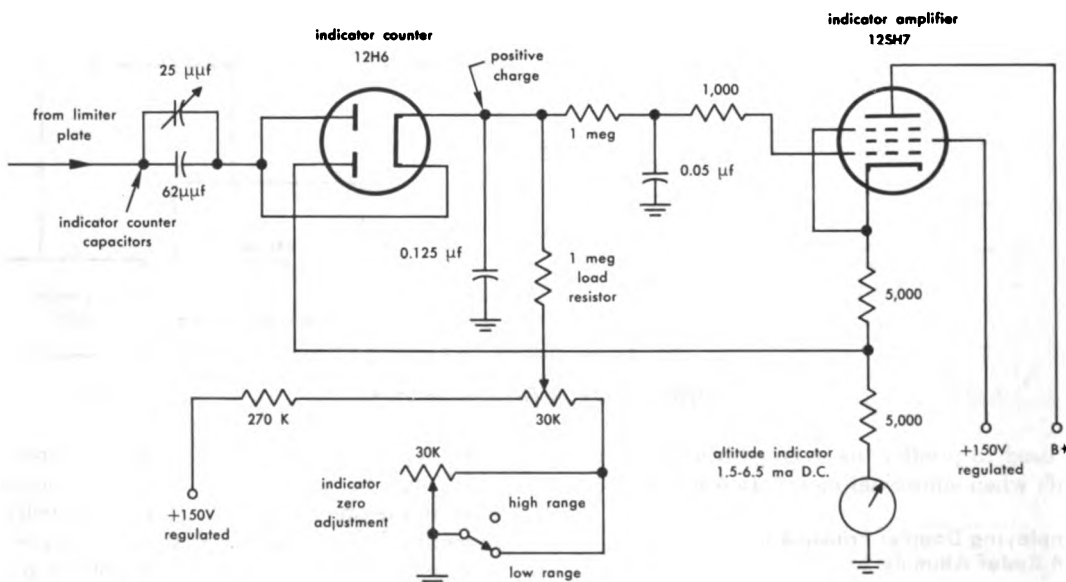 indicator amplifier
12SH7
indicator counter
12H6
positive
charge
25 μμf
from limiter
plate
1,000
1 meg
62μμf
0.05 μf
indicator counter
capacitors
0.125 μf
1 meg
load
resistor
5,000
270 K
30K
5,000
30K
altitude indicator
1.5-6.5 ma D.C.
+150V
regulated
B+
indicator
zero
adjustment
high range
+150V
regulated
low range